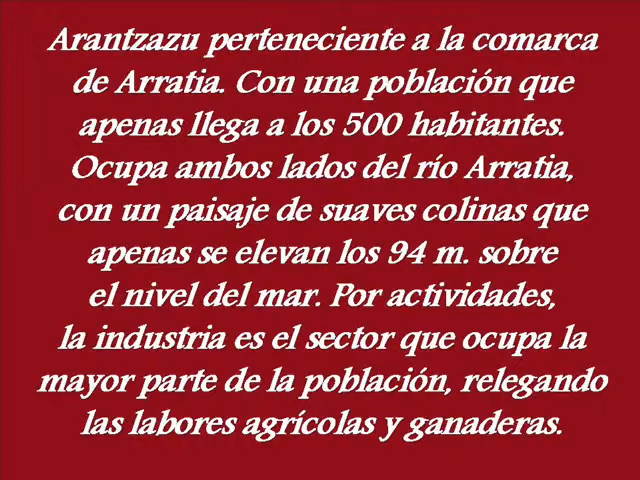 Arantzazu perteneciente a la comarca
de Arratia. Con una población que
apenas llega a los 500 habitantes.
Ocupa ambos lados del río Arratia,
con un paisaje de suaves colinas que
apenas se elevan los 94 m. sobre
el nivel del mar. Por actividades,
la industria es el sector que ocupa la
mayor parte de la población, relegando
las labores agrícolas y ganaderas.